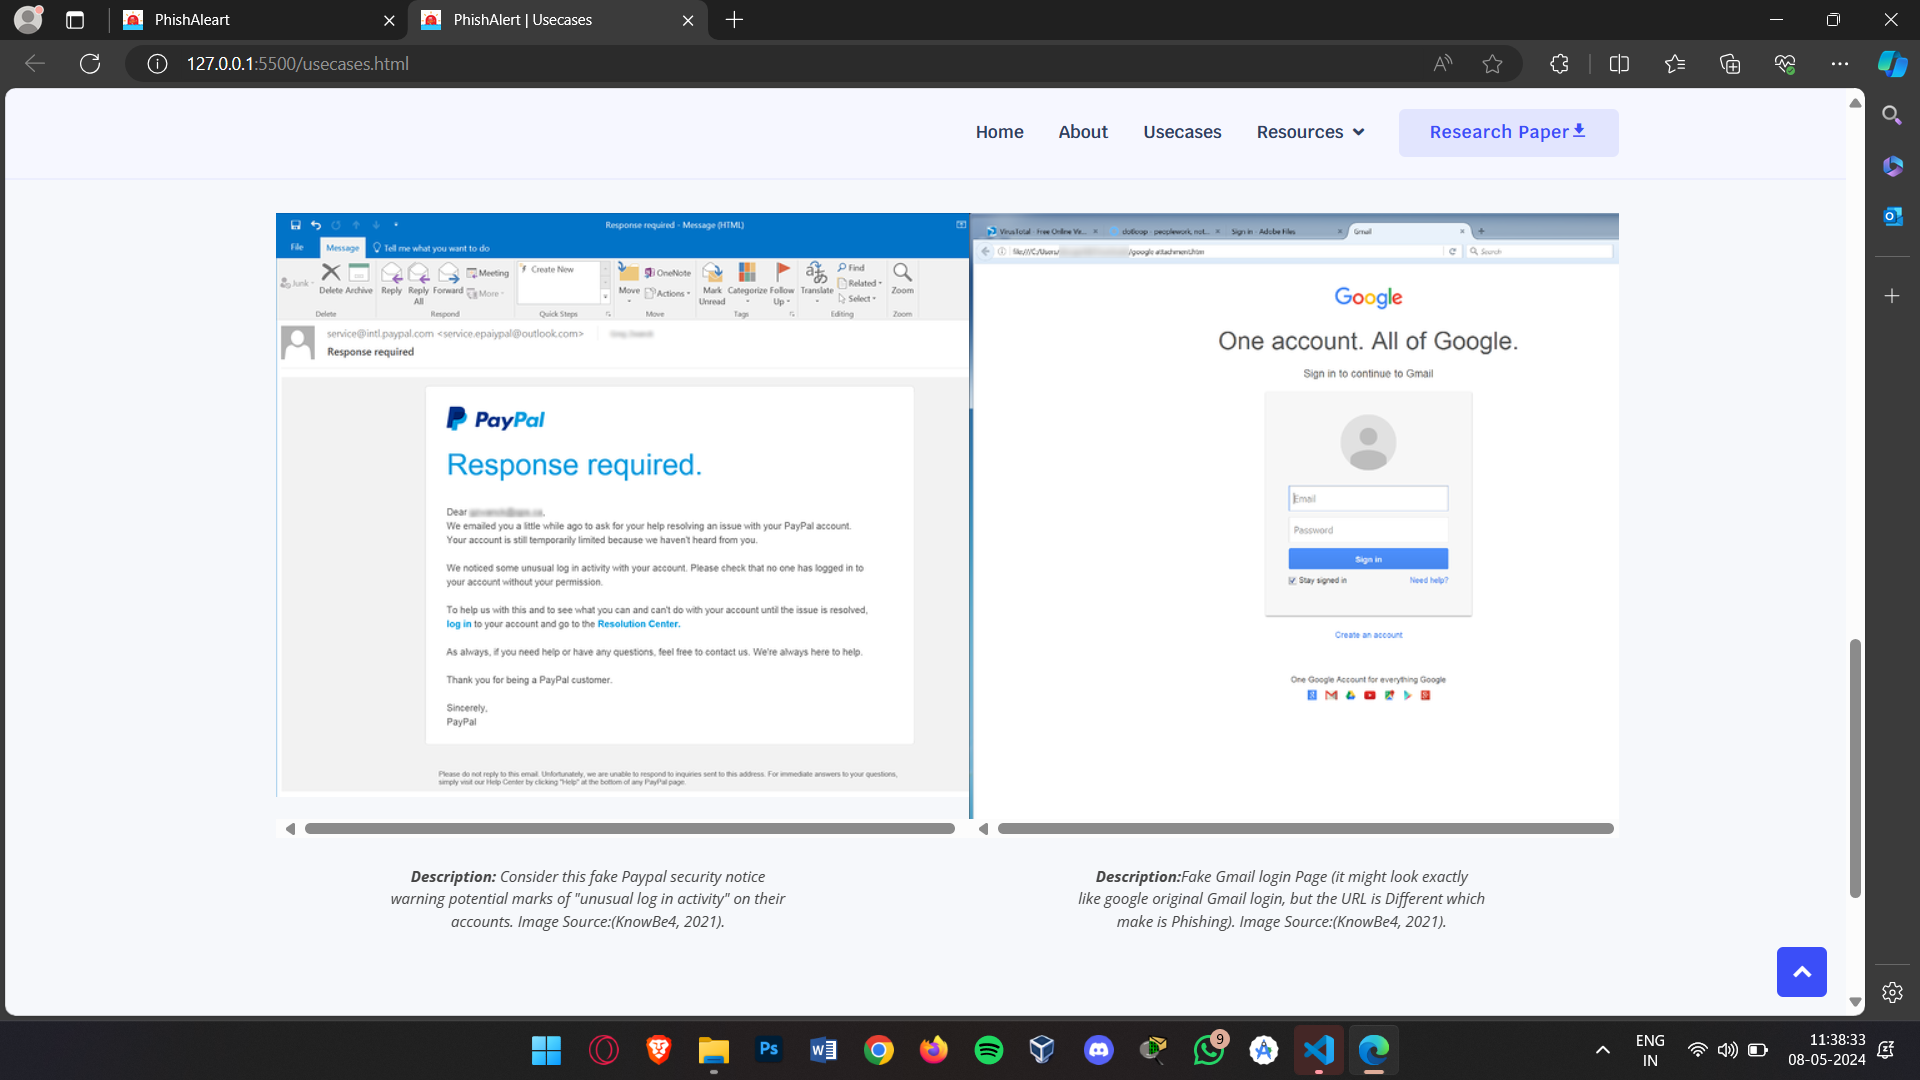 PhishAleart
PhishAlert | Usecases
127.0.0.1:5500/usecases.html
Home About Usecases Resources Research Paper
Response required - Message (HTML)
File Message Tell me what you want to do
Junk Delete Archive Reply Reply All Forward Meeting More Create New Move OneNote Actions Mark Unread Categorize Follow Up Translate Find Related Select Zoom
Delete Respond Quick Steps Move Tags Editing Zoom
service@intl.paypal.com <service.epaiypal@outlook.com>
Response required
PayPal
Response required.
Dear
We emailed you a little while ago to ask for your help resolving an issue with your PayPal account.
Your account is still temporarily limited because we haven't heard from you.
We noticed some unusual log in activity with your account. Please check that no one has logged in to
your account without your permission.
To help us with this and to see what you can and can't do with your account until the issue is resolved,
log in to your account and go to the Resolution Center.
As always, if you need help or have any questions, feel free to contact us. We're always here to help.
Thank you for being a PayPal customer.
Sincerely,
PayPal
Please do not reply to this email. Unfortunately, we are unable to respond to inquiries sent to this address. For immediate answers to your questions,
simply visit our Help Center by clicking "Help" at the bottom of any PayPal page.
VirusTotal - Free Online Vi... dotloop - peoplework, not... Sign in - Adobe Files Gmail
file:///C:/Users/ /google attachment.htm Search
Google
One account. All of Google.
Sign in to continue to Gmail
Email
Password
Sign in
Stay signed in Need help?
Create an account
One Google Account for everything Google
Description: Consider this fake Paypal security notice
warning potential marks of "unusual log in activity" on their
accounts. Image Source:(KnowBe4, 2021).
Description:Fake Gmail login Page (it might look exactly
like google original Gmail login, but the URL is Different which
make is Phishing). Image Source:(KnowBe4, 2021).
Ps
9
ENG
IN
11:38:33
08-05-2024